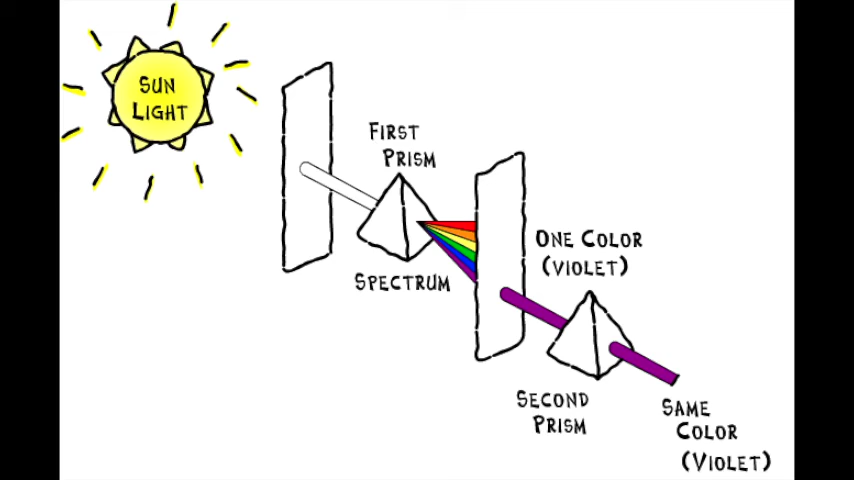 SUN
LIGHT
FIRST
PRISM
SPECTRUM
ONE COLOR
(VIOLET)
SECOND
PRISM
SAME
COLOR
(VIOLET)